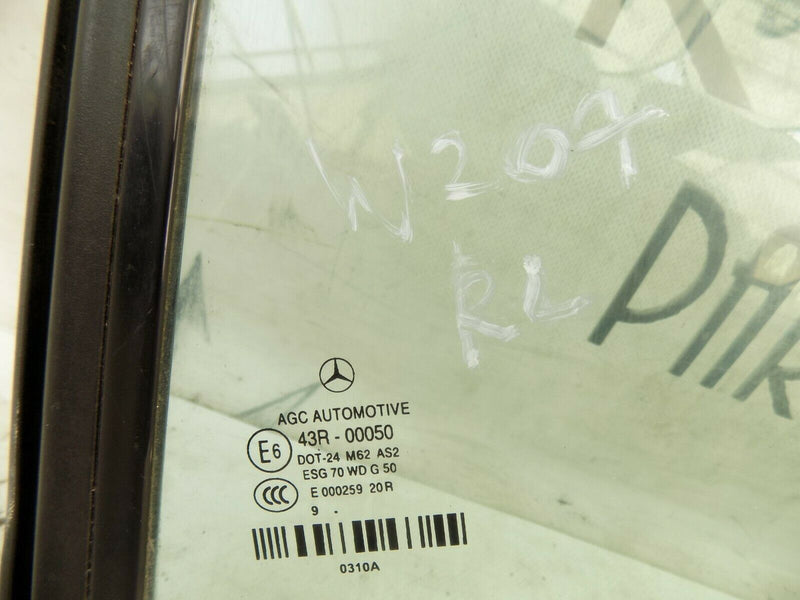 W207
RL
AGC AUTOMOTIVE
E6
43R - 00050
DOT-24 M62 AS2
ESG 70 WD G 50
CCC
E 000259 20R
9 .
0310A